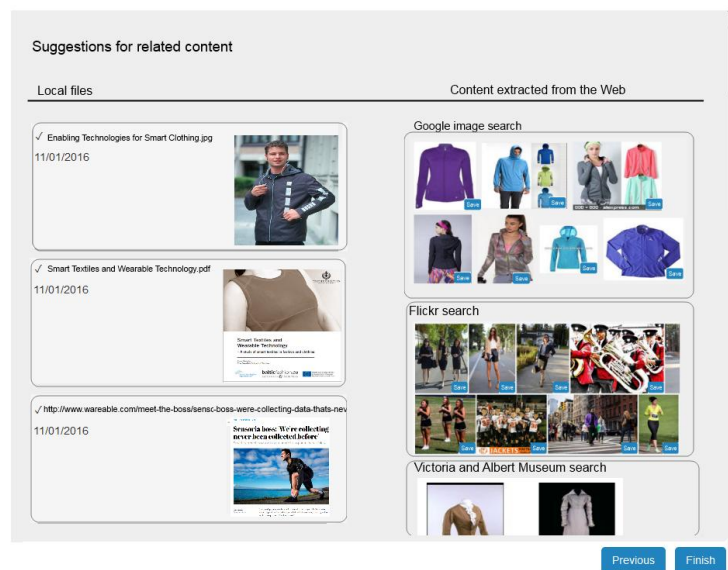 Suggestions for related content
Local files
Content extracted from the Web
✓ Enabling Technologies for Smart Clothing.jpg
11/01/2016
✓ Smart Textiles and Wearable Technology.pdf
11/01/2016
Smart Textiles and
Wearable Technology
✓ http://www.wareable.com/meet-the-boss/sensc-boss-were-collecting-data-thats-nev
11/01/2016
Sensoria boss: 'We're collecting
never been collected before'
Google image search
Save
Save
Save
Save
Save
Save
Save
Save
Flickr search
Save
Save
Save
Save
Save
Save
Save
Save
JACKETS
Victoria and Albert Museum search
Previous
Finish